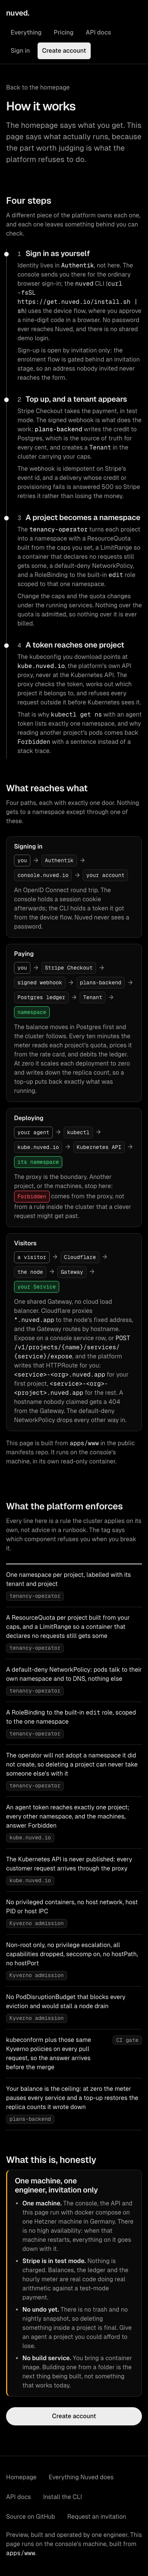 nuved.
Everything Pricing API docs
Sign in Create account
Back to the homepage
How it works
The homepage says what you get. This
page says what actually runs, because
the part worth judging is what the
platform refuses to do.
Four steps
A different piece of the platform owns each one,
and each is something you can check from behind you
check.
1 Sign in as yourself
Identity lives in Authentik, not here. The
console sends you there for the ordinary
browser sign-in; the nuved CLI (curl
-fsSL
https://get.nuved.io/install.sh |
sh) uses the device flow, where you approve
a nine-digit code in a browser. No password
reaches Nuved, and there is no shared demo
login.
Sign-up is open by invitation only: the
enrolment flow is gated behind an invitation
stage, so an address nobody invited never
reaches the form.
2 Top up, and a tenant appears
Stripe Checkout takes the payment, in test
mode. The signed webhook is what does the
work: plans-backend writes the credit to
Postgres, which is the source of truth for
every cent, and creates a Tenant in the
cluster carrying your caps.
The webhook is idempotent on Stripe's
event id, and any delivery whose credit or
provisioning fails is answered 500 so Stripe
retries it rather than losing the money.
3 A project becomes a namespace
The tenancy-operator turns each project
into a namespace with a ResourceQuota
built from the caps you set, a LimitRange so
a container that declares no requests still
gets some, a default-deny NetworkPolicy,
and a RoleBinding to the built-in edit role
scoped to that one namespace.
Change the caps and the quota changes
under the running services. Nothing over the
quota is admitted, so there is no overdraft to
be billed for.
4 A token reaches one project
The kubeconfig you download points at
kube.nuved.io, the platform's own API
proxy, never at the Kubernetes API. The
proxy checks the token, works out which
project it belongs to, and refuses every
request outside it before Kubernetes sees it.
That is why kubectl get ns with an agent
token lists exactly one namespace, and why
reading another project's pods comes back
Forbidden with a sentence instead of a
stack trace.
What reaches what
Four paths, each with exactly one door. Nothing
gets to a namespace except through one of
these.
Signing in
you → Authentik →
console.nuved.io → your account
An OpenID Connect round trip. The
console holds a session cookie
afterwards; the CLI holds a token it got
from the device flow. Nuved never sees a
password.
Paying
you → Stripe Checkout →
signed webhook → plans-backend →
Postgres ledger → Tenant →
namespace
The balance moves in Postgres first and
the cluster reads the result. Once a
minute the meter reads each project's
requests and limits, prices it from the
rate card, and debits the ledger. At zero it
scales every project's quota down to
zero replicas in one reconcile, so a
top-up puts back exactly what was
running.
Deploying
your agent → kubectl →
kube.nuved.io → Kubernetes API →
its namespace
The proxy is the boundary. Another
project, or the machines, stop here
Forbidden comes from the proxy, not
from a rule inside the cluster that a clever
request might get past.
Visitors
a visitor → Cloudflare →
the node → Gateway →
your Service
One shared Gateway, no cloud load
balancer. Cloudflare proxies
*.nuved.app to the node's fixed address,
and the Gateway routes by hostname.
Expose a whole service once, or POST
/v1/projects/{name}/services/
{service}/expose, and the platform
writes that HTTPRoute for you:
<service>-<org>.nuved.app for your
first project, <service>-<org>-
<project>.nuved.app for the rest. A
hostname nobody claimed gets a 404
from the Gateway. The default-deny
NetworkPolicy drops every other way in.
This page is built from apps/www in the public
nuved/nuved repo. It runs on the console's
machine, in its own read-only container.
What the platform enforces
Every line here is a rule the cluster enforces on its
own, not advice in a runbook. The tag says
which component refuses you when you break
it.
One namespace per project, labelled with its
tenant and project
tenancy-operator
A ResourceQuota per project built from your
caps, and a LimitRange so a container that
declares no requests still gets some
tenancy-operator
A default-deny NetworkPolicy: pods talk to their
own namespace and to DNS, nothing else
tenancy-operator
A RoleBinding to the built-in edit role, scoped
to the one namespace
tenancy-operator
The operator will not adopt a namespace it did
not create, so deleting a project can never take
someone else's with it
tenancy-operator
An agent token reaches exactly one project;
every other namespace, and the machines,
answer Forbidden
kube.nuved.io
The Kubernetes API is never published: every
customer request arrives through the proxy
kube.nuved.io
No privileged containers, no host network, host
PID or host IPC
Kyverno admission
Non-root only, no privilege escalation, all
capabilities dropped, seccomp on, no hostPath,
no hostPort
Kyverno admission
No PodDisruptionBudget that blocks every
eviction and would stall a node drain
Kyverno admission
kubeconform plus those same
Kyverno policies on every pull
request, so the answer arrives
before the merge
CI gate
Your balance is the ceiling: at zero the meter
pauses every service and a top-up restores the
replica counts it wrote down
plans-backend
What this is, honestly
One machine, one
engineer, invitation only
• One machine. The console, the API and
this page run with docker compose on
one Hetzner machine in Germany. There
is no high availability: when that
machine restarts, everything on it goes
down with it.
• Stripe is in test mode. Nothing is
charged. Balances, the ledger and the
hourly meter are real code doing real
arithmetic against a test-mode
payment.
• No undo yet. There is no trash and no
nightly snapshot, so deleting
something inside a project is final. Give
an agent a project you could afford to
lose.
• No build service. You bring a container
image. Building one from a folder is the
next thing being built, not something
that works today.
Create account
Homepage Everything Nuved does
API docs Install the CLI
Source on GitHub Request an invitation
Preview, built and operated by one engineer. This
page runs on the console's machine, built from
apps/www.